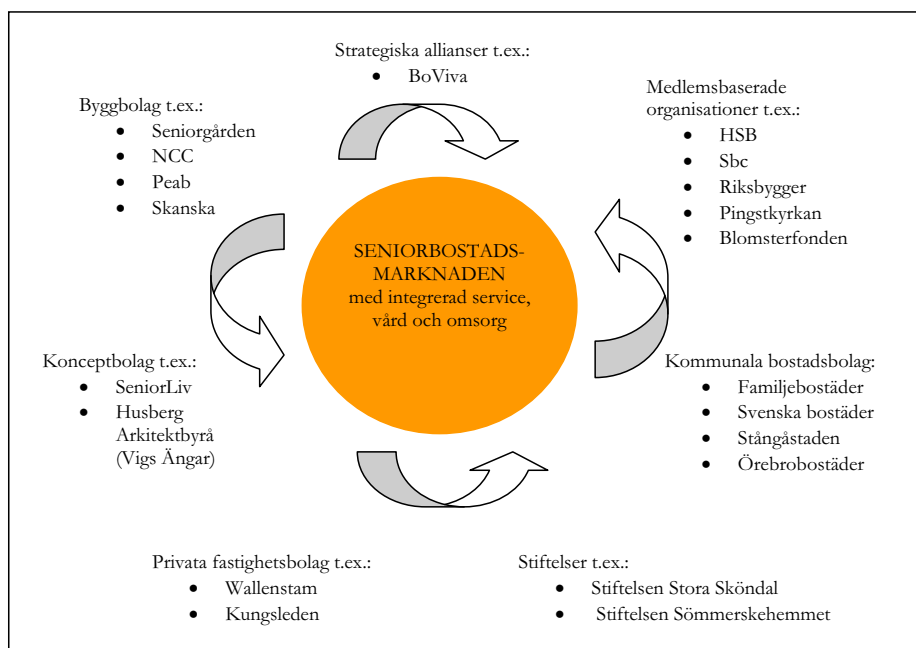 Strategiska allianser t.ex.:
● BoViva
Byggbolag t.ex.:
● Seniorgården
● NCC
● Peab
● Skanska
Medlemsbaserade
organisationer t.ex.:
● HSB
● Sbc
● Riksbygger
● Pingstkyrkan
● Blomsterfonden
SENIORBOSTADS-
MARKNADEN
med integrerad service,
vård och omsorg
Konceptbolag t.ex.:
● SeniorLiv
● Husberg
Arkitektbyrå
(Vigs Ängar)
Kommunala bostadsbolag:
● Familjebostäder
● Svenska bostäder
● Stångåstaden
● Örebrobostäder
Privata fastighetsbolag t.ex.:
● Wallenstam
● Kungsleden
Stiftelser t.ex.:
● Stiftelsen Stora Sköndal
● Stiftelsen Sömmerskehemmet